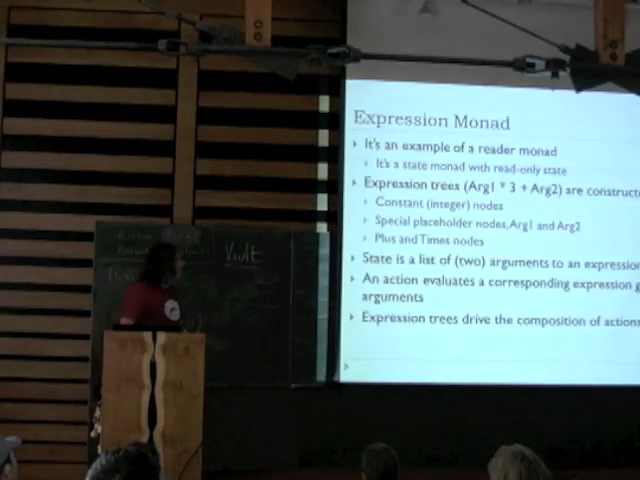 Expression Monad
It's an example of a reader monad
It's a state monad with read-only state
Expression trees (Arg1 * 3 + Arg2) are constructe
Constant (integer) nodes
Special placeholder nodes, Arg1 and Arg2
Plus and Times nodes
State is a list of (two) arguments to an expression
An action evaluates a corresponding expression g
arguments
Expression trees drive the composition of actions
Vault